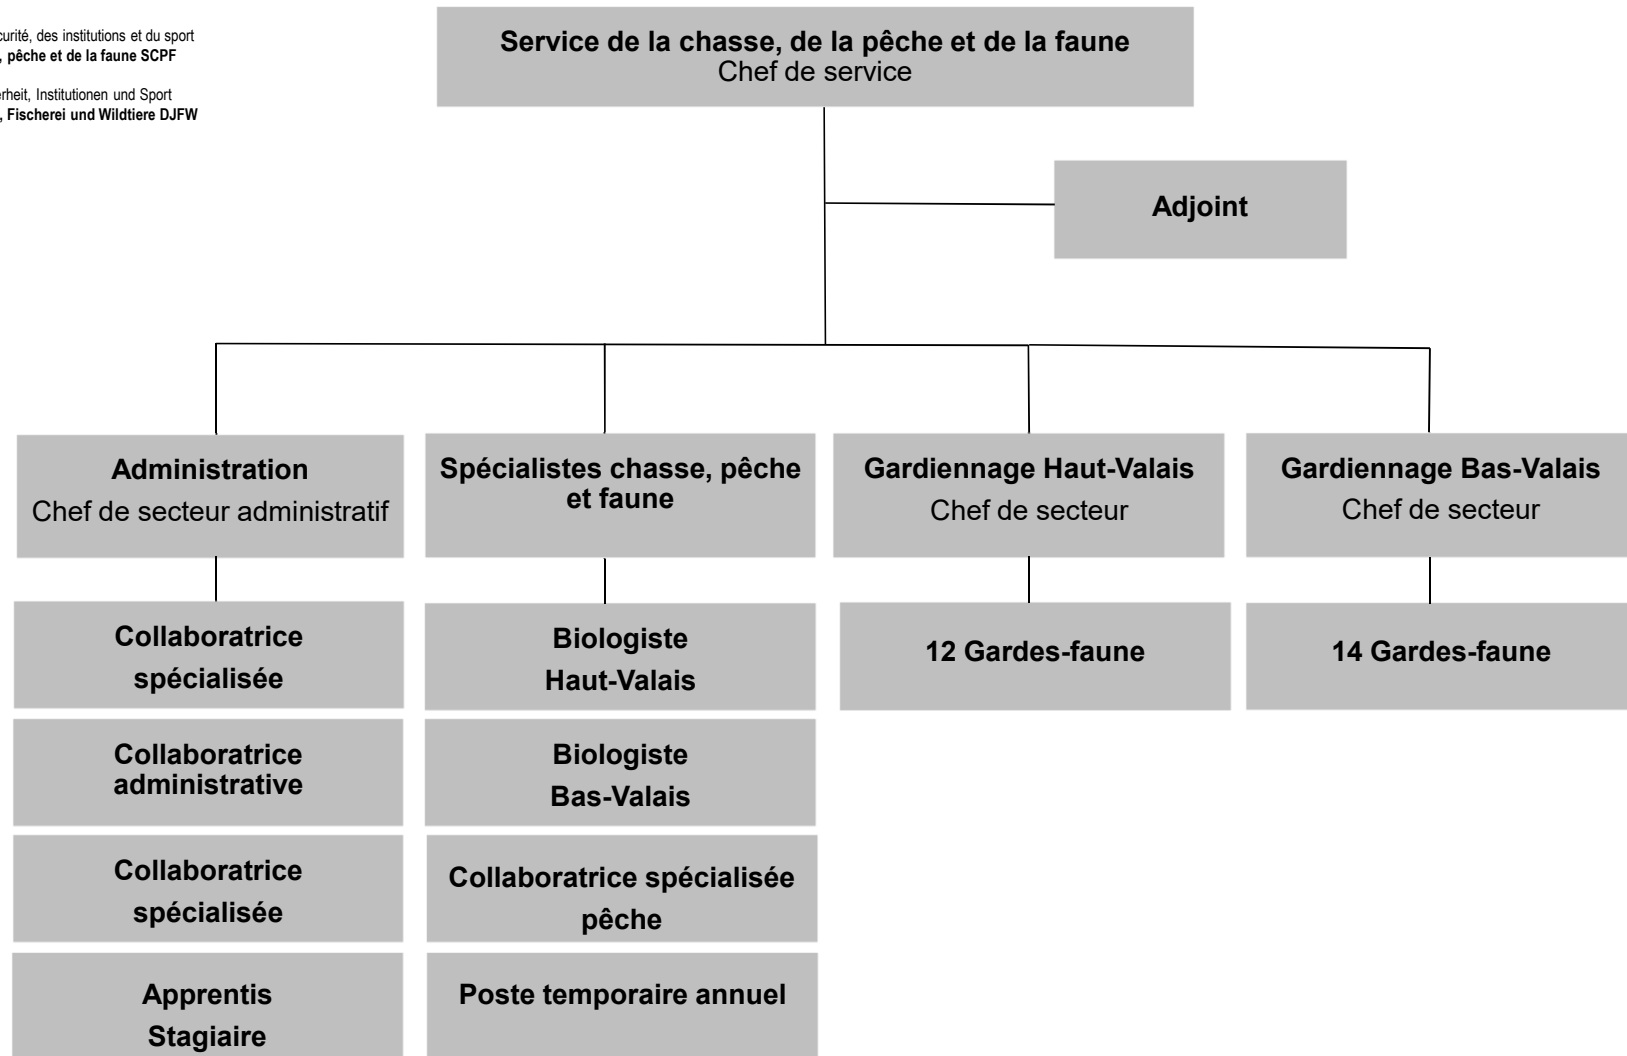 curité, des institutions et du sport
, pêche et de la faune SCPF
erheit, Institutionen und Sport
, Fischerei und Wildtiere DJFW
Service de la chasse, de la pêche et de la faune
Chef de service
Adjoint
Administration
Chef de secteur administratif
Spécialistes chasse, pêche
et faune
Gardiennage Haut-Valais
Chef de secteur
Gardiennage Bas-Valais
Chef de secteur
Collaboratrice
spécialisée
Biologiste
Haut-Valais
12 Gardes-faune
14 Gardes-faune
Collaboratrice
administrative
Biologiste
Bas-Valais
Collaboratrice
spécialisée
Collaboratrice spécialisée
pêche
Apprentis
Stagiaire
Poste temporaire annuel